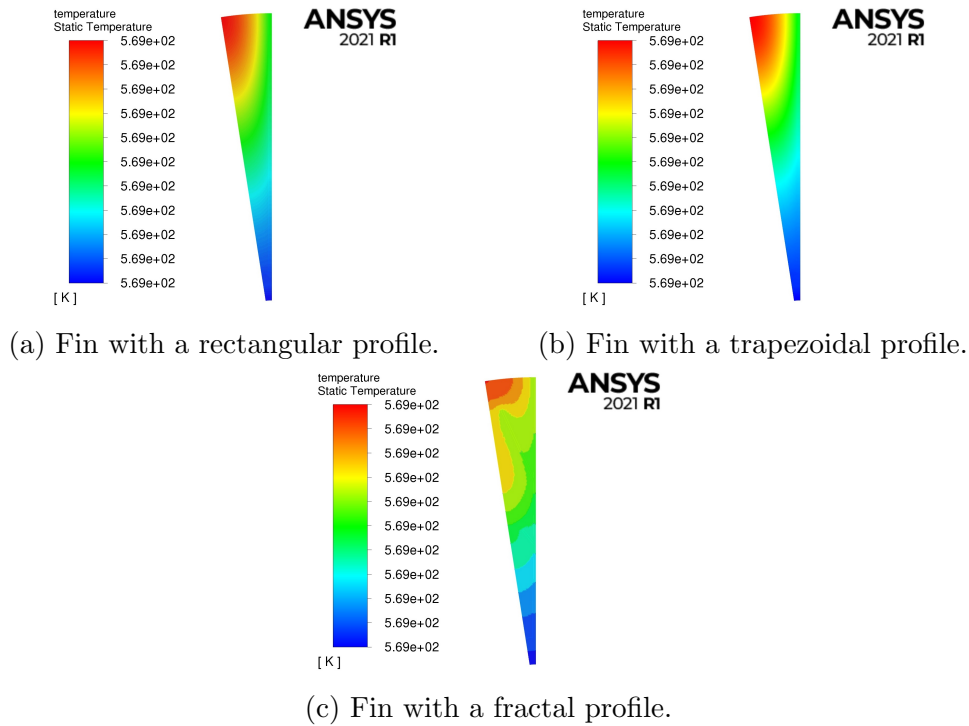 temperature
Static Temperature
5.69e+02
5.69e+02
5.69e+02
5.69e+02
5.69e+02
5.69e+02
5.69e+02
5.69e+02
5.69e+02
5.69e+02
5.69e+02
[ K ]
ANSYS
2021 R1
(a) Fin with a rectangular profile.
temperature
Static Temperature
5.69e+02
5.69e+02
5.69e+02
5.69e+02
5.69e+02
5.69e+02
5.69e+02
5.69e+02
5.69e+02
5.69e+02
5.69e+02
[ K ]
ANSYS
2021 R1
(b) Fin with a trapezoidal profile.
temperature
Static Temperature
5.69e+02
5.69e+02
5.69e+02
5.69e+02
5.69e+02
5.69e+02
5.69e+02
5.69e+02
5.69e+02
5.69e+02
5.69e+02
[ K ]
ANSYS
2021 R1
(c) Fin with a fractal profile.